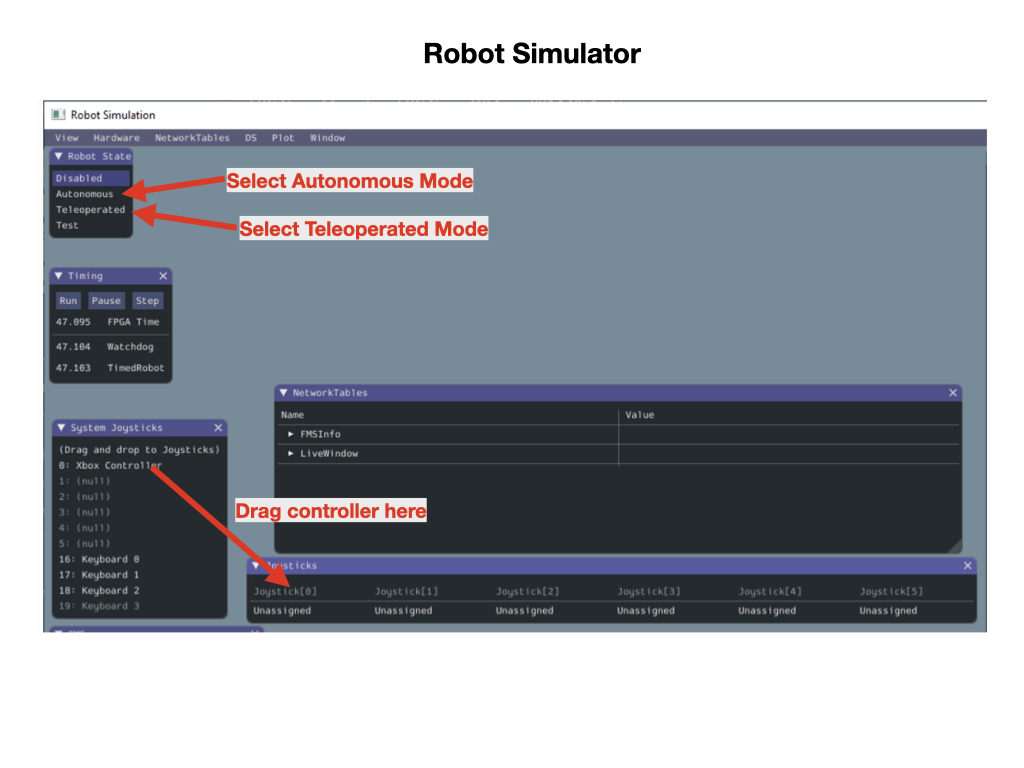 Robot Simulator
Robot Simulation
View Hardware NetworkTables DS Plot Window
Robot State
Disabled
Autonomous
Teleoperated
Test
Select Autonomous Mode
Select Teleoperated Mode
Timing
Run Pause Step
47.095 FPGA Time
47.104 Watchdog
47.103 TimedRobot
NetworkTables
Name Value
FMSInfo
LiveWindow
System Joysticks
(Drag and drop to Joysticks)
0: Xbox Controller
1: (null)
2: (null)
3: (null)
4: (null)
5: (null)
16: Keyboard 0
17: Keyboard 1
18: Keyboard 2
19: Keyboard 3
Drag controller here
Joysticks
Joystick[0] Joystick[1] Joystick[2] Joystick[3] Joystick[4] Joystick[5]
Unassigned Unassigned Unassigned Unassigned Unassigned Unassigned